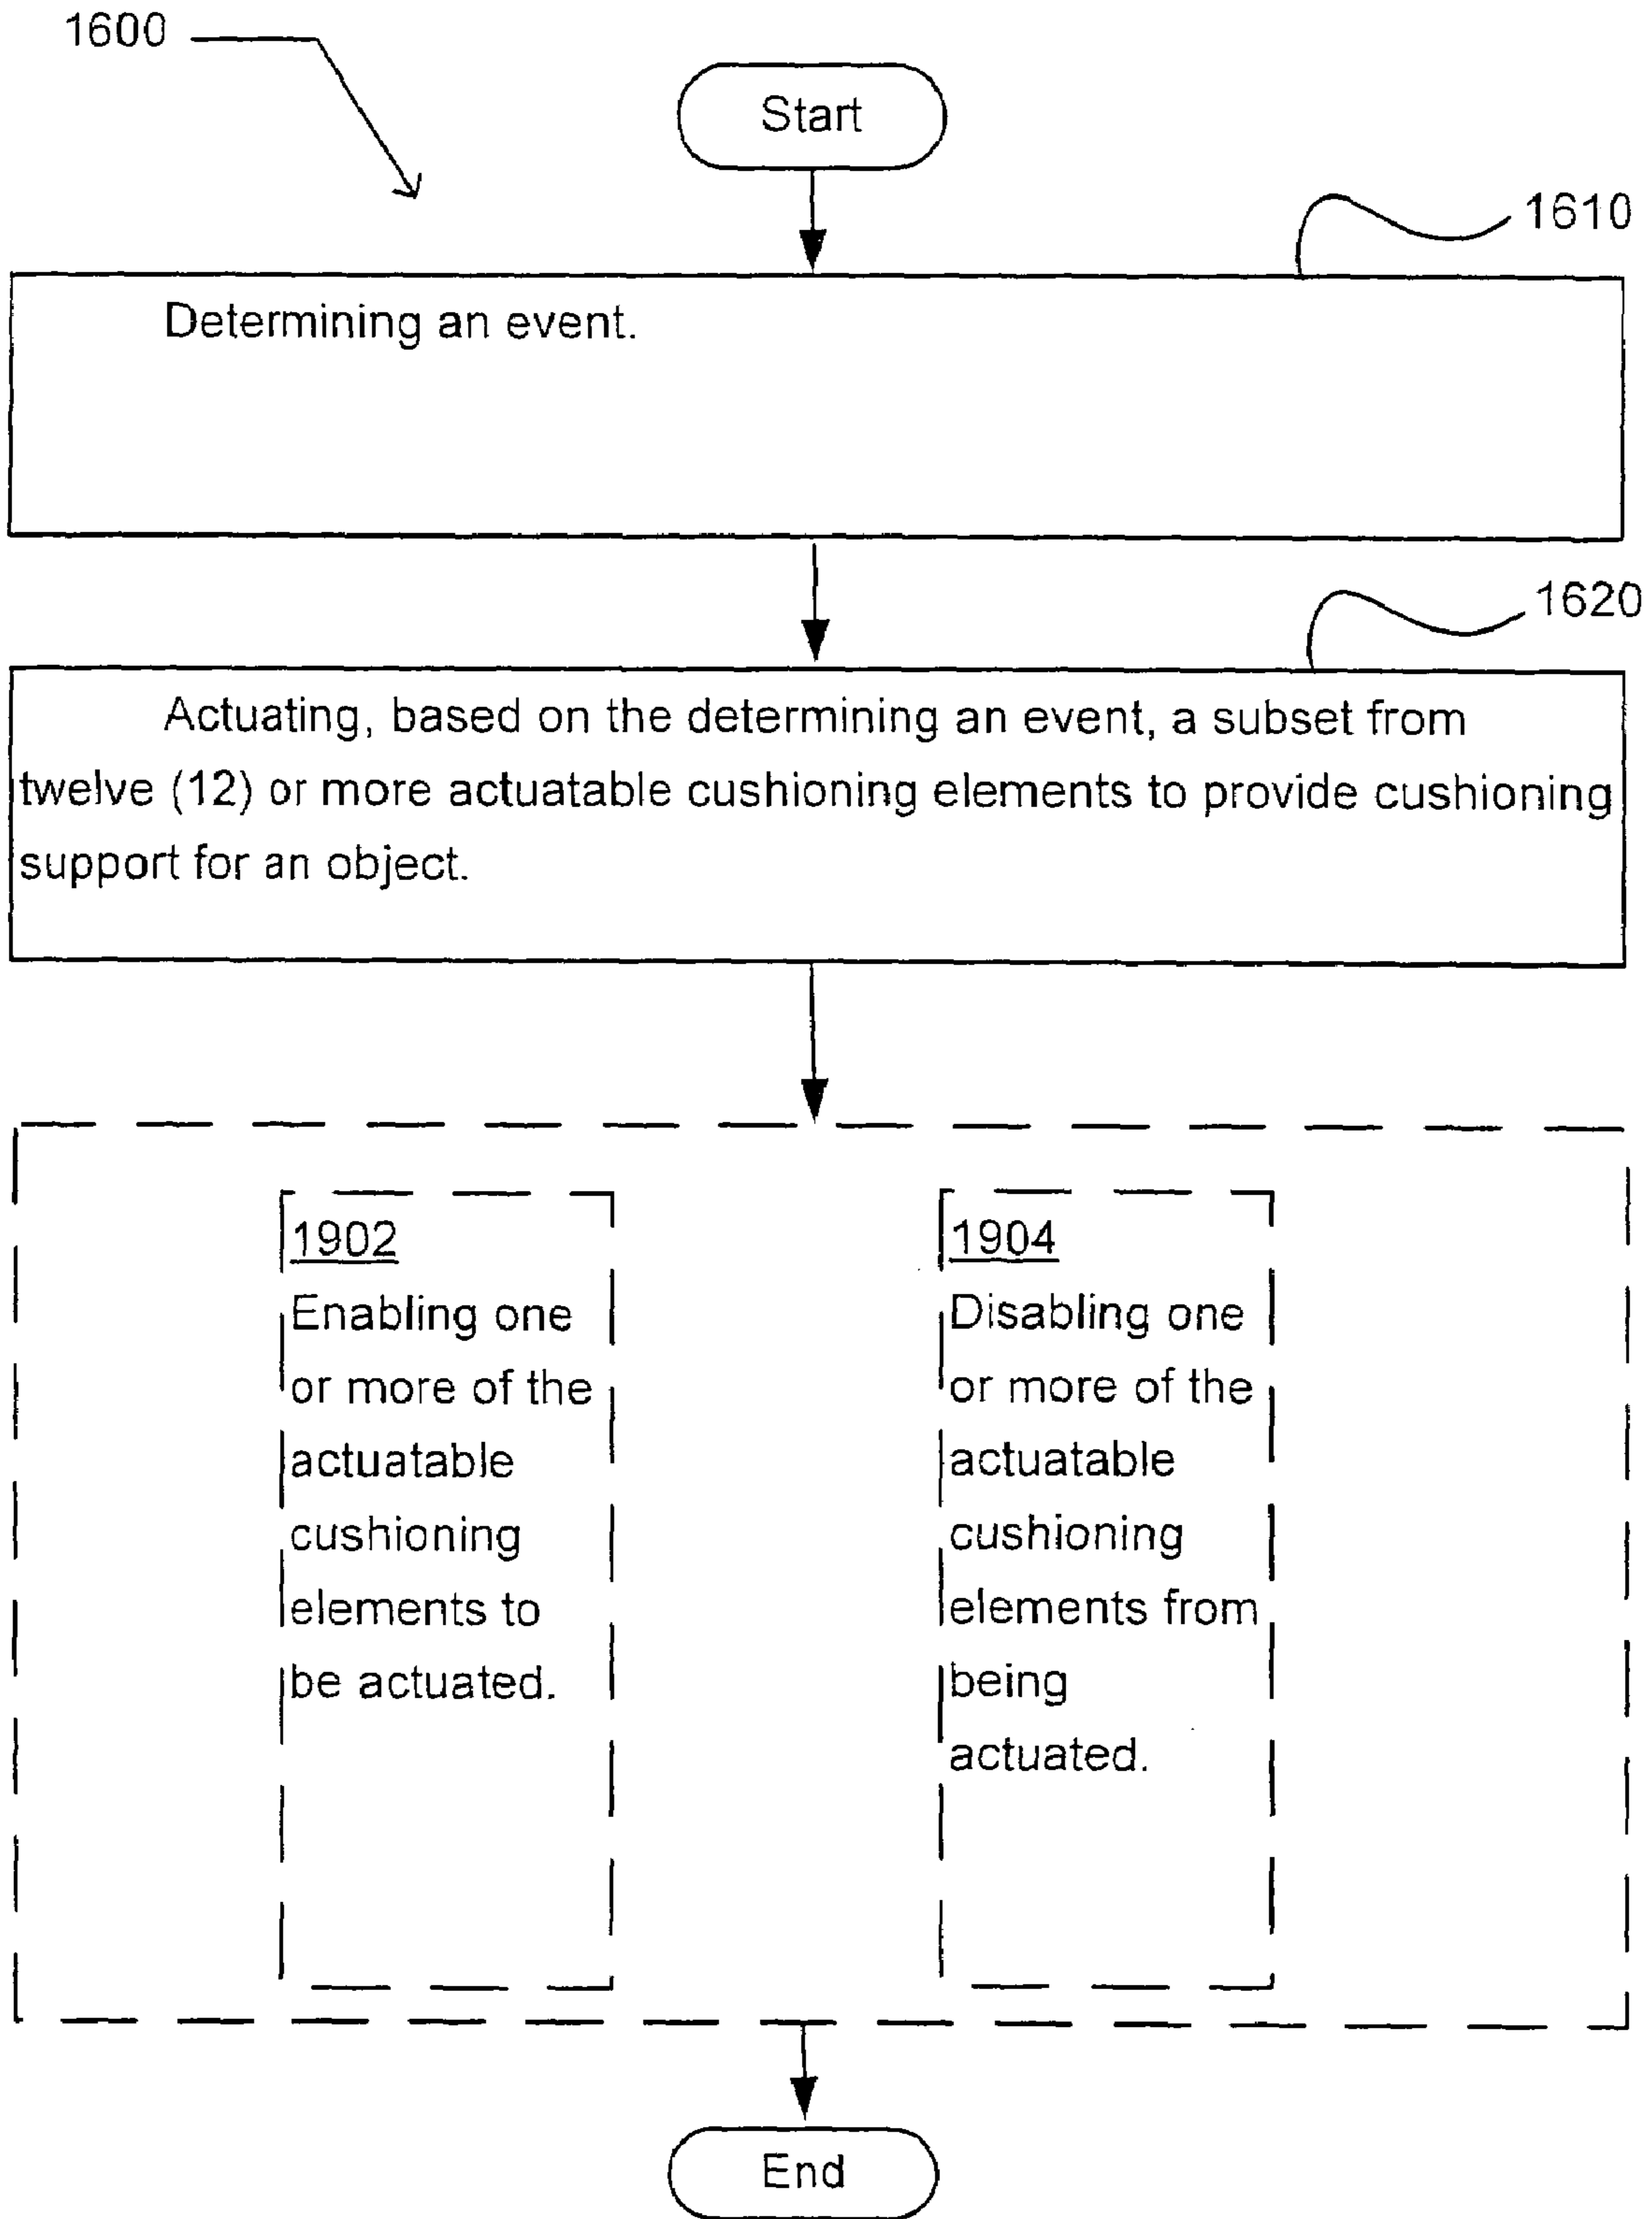 1600
Start
1610
Determining an event.
1620
Actuating, based on the determining an event, a subset from
twelve (12) or more actuatable cushioning elements to provide cushioning
support for an object.
1902
Enabling one
or more of the
actuatable
cushioning
elements to
be actuated.
1904
Disabling one
or more of the
actuatable
cushioning
elements from
being
actuated.
End